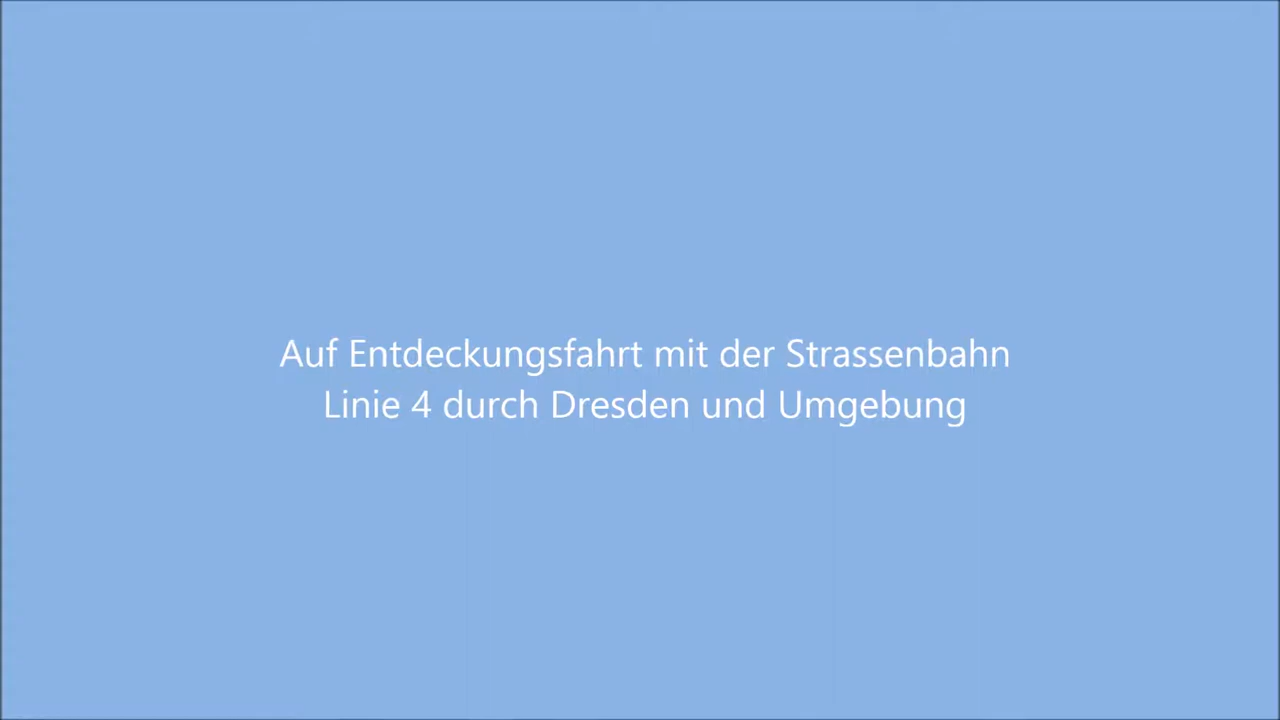 Auf Entdeckungsfahrt mit der Strassenbahn
Linie 4 durch Dresden und Umgebung